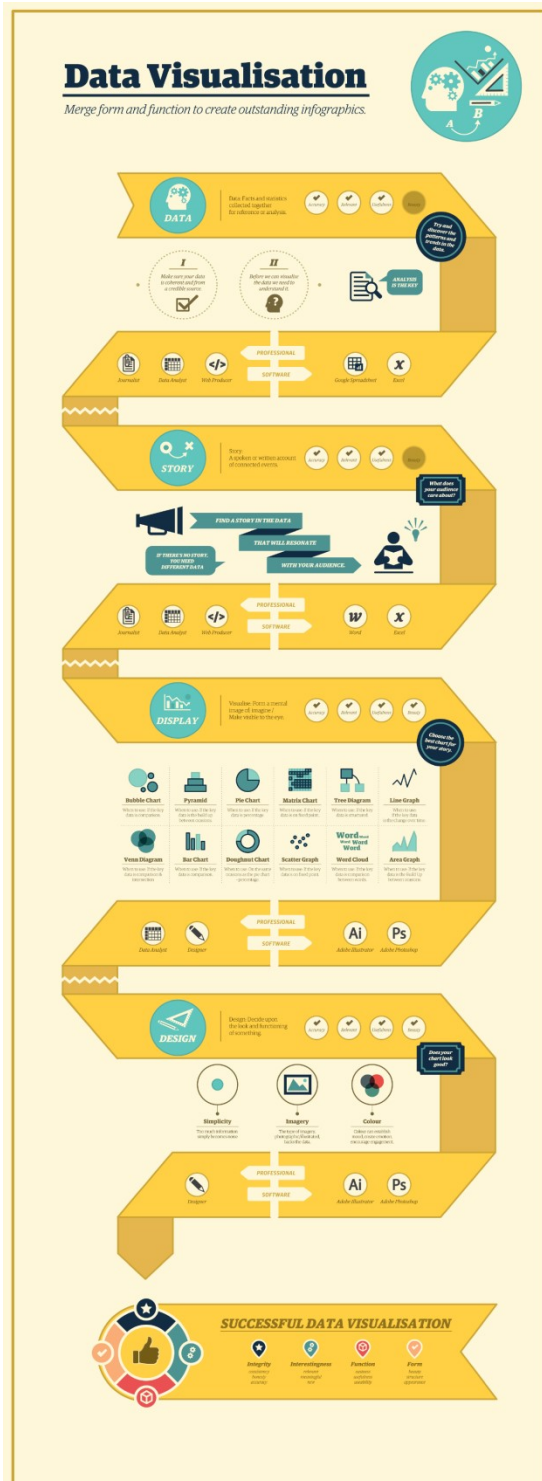 Data Visualisation
Merge form and function to create outstanding infographics.
A
B
DATA
Data: Facts and statistics
collected together
for reference or analysis.
Accuracy
Relevant
Usefulness
Beauty
Try and
discover the
patterns and
trends in the
data.
I
Make sure your data
is coherent and from
a credible source.
II
Before we can visualise
the data we need to
understand it.
?
ANALYSIS
IS THE KEY
PROFESSIONAL
SOFTWARE
Journalist
Data Analyst
</>
Web Producer
Google Spreadsheet
X
Excel
STORY
Story:
A spoken or written account
of connected events.
Accuracy
Relevant
Usefulness
Beauty
What does
your audience
care about?
FIND A STORY IN THE DATA
THAT WILL RESONATE
WITH YOUR AUDIENCE.
IF THERE'S NO STORY,
YOU NEED
DIFFERENT DATA
PROFESSIONAL
SOFTWARE
Journalist
Data Analyst
</>
Web Producer
W
Word
X
Excel
DISPLAY
Visualise: Form a mental
image of imagine /
Make visible to the eye.
Accuracy
Relevant
Usefulness
Beauty
Choose the
best chart for
your story.
Bubble Chart
Pyramid
Pie Chart
Matrix Chart
Tree Diagram
Line Graph
Venn Diagram
Bar Chart
Doughnut Chart
Scatter Graph
Word Cloud
Area Graph
PROFESSIONAL
SOFTWARE
Data Analyst
Designer
Ai
Adobe Illustrator
Ps
Adobe Photoshop
DESIGN
Design: Decide upon
the look and functioning
of something.
Accuracy
Relevant
Usefulness
Beauty
Does your
chart look
good?
Simplicity
Imagery
Colour
PROFESSIONAL
SOFTWARE
Designer
Ai
Adobe Illustrator
Ps
Adobe Photoshop
SUCCESSFUL DATA VISUALISATION
Integrity
Interestingness
Function
Form